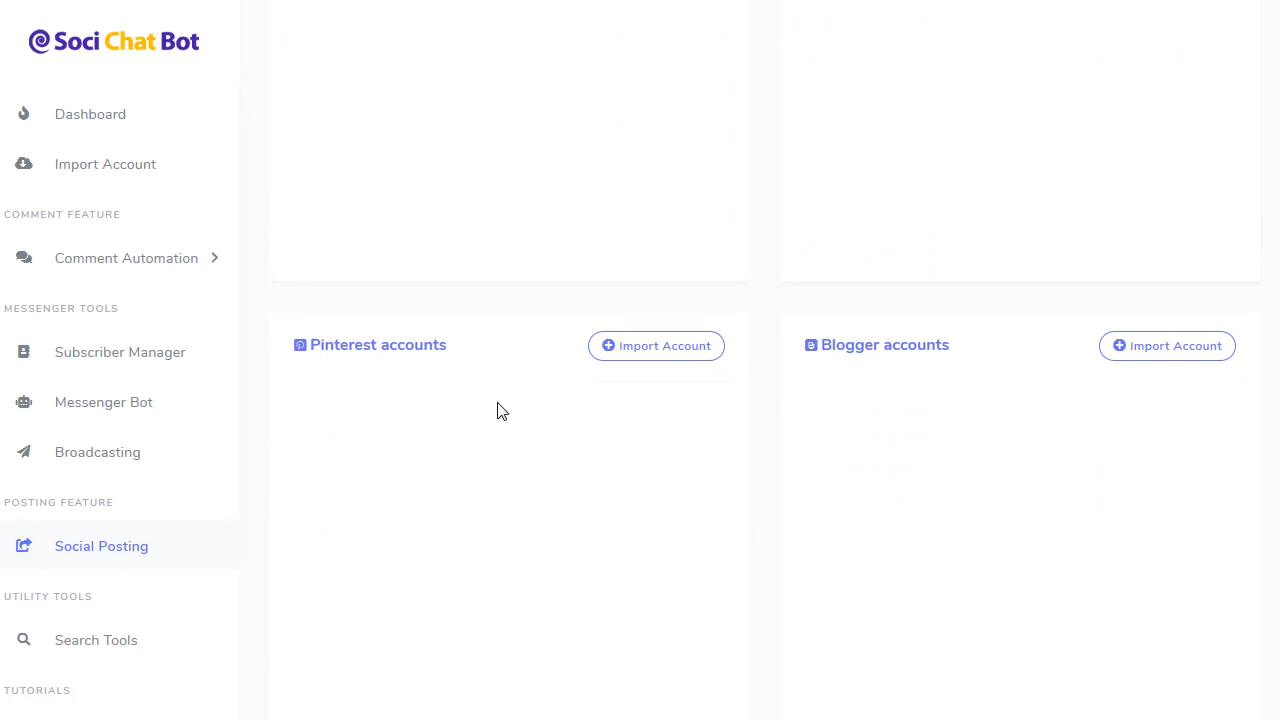 Soci Chat Bot
Dashboard
Import Account
COMMENT FEATURE
Comment Automation
MESSENGER TOOLS
Subscriber Manager
Messenger Bot
Broadcasting
POSTING FEATURE
Social Posting
UTILITY TOOLS
Search Tools
TUTORIALS
Pinterest accounts
Import Account
Blogger accounts
Import Account